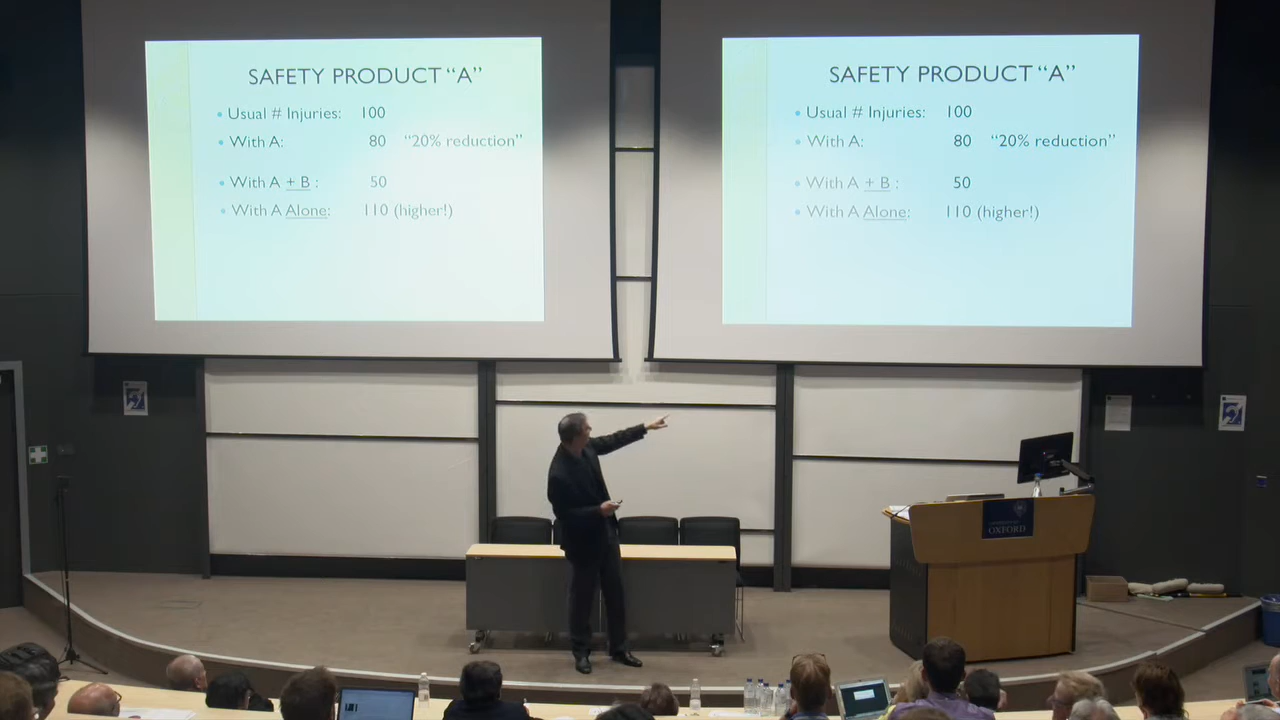 SAFETY PRODUCT “A”
• Usual # Injuries: 100
• With A: 80 “20% reduction”
• With A + B : 50
• With A Alone: 110 (higher!)
SAFETY PRODUCT “A”
• Usual # Injuries: 100
• With A: 80 “20% reduction”
• With A + B : 50
• With A Alone: 110 (higher!)
OXFORD